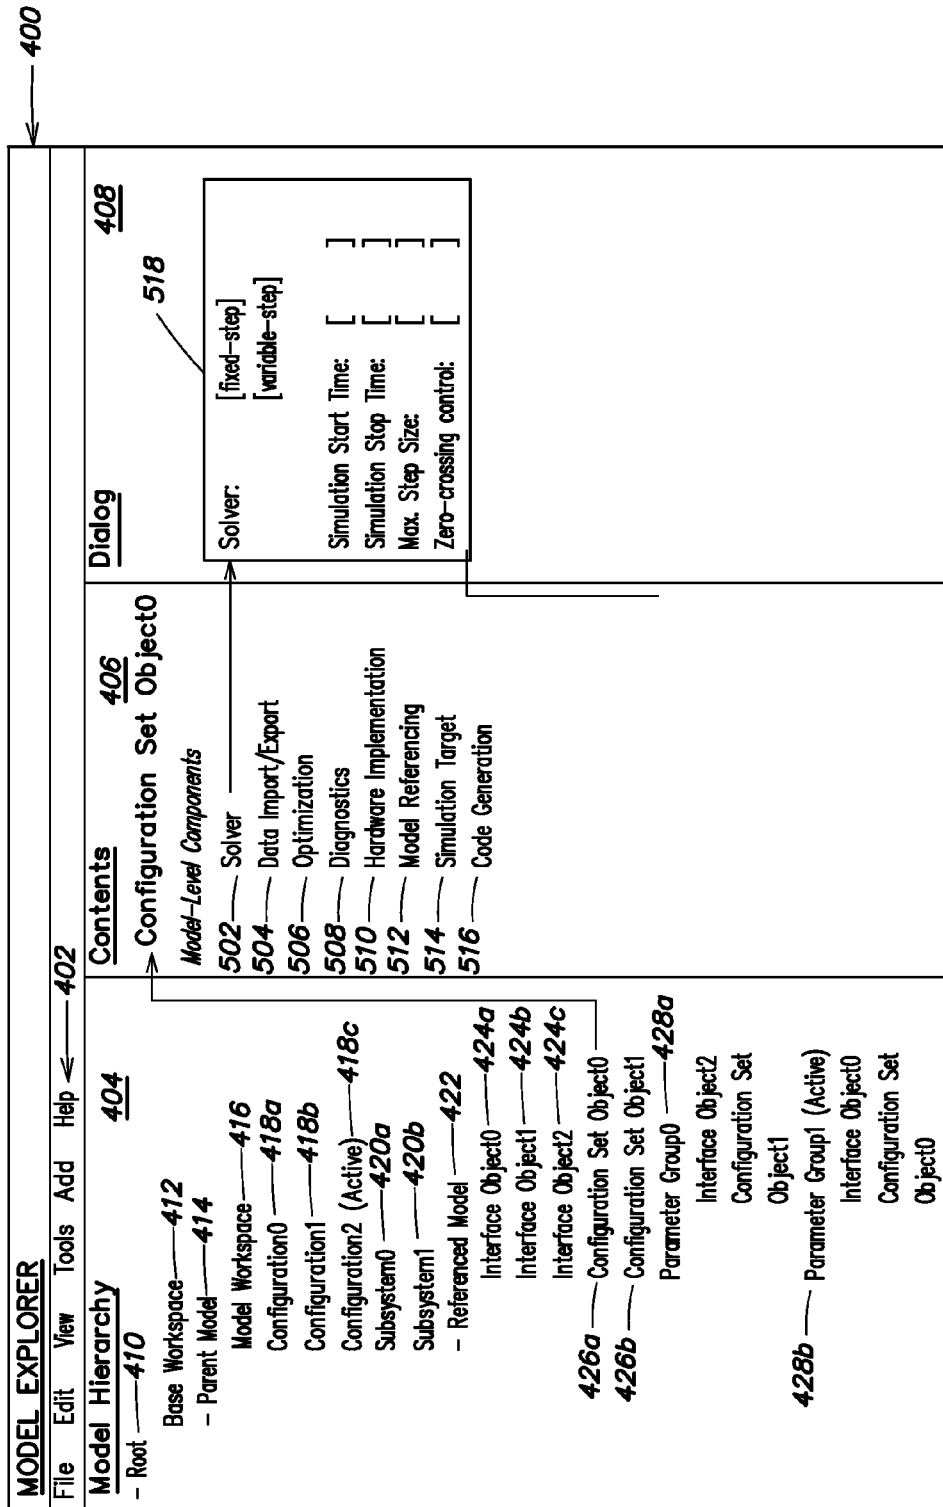 400
MODEL EXPLORER
File Edit View Tools Add Help 402
Model Hierarchy 404
- Root 410
Base Workspace 412
- Parent Model 414
Model Workspace 416
Configuration0 418a
Configuration1 418b
Configuration2 (Active) 418c
Subsystem0 420a
Subsystem1 420b
- Referenced Model 422
Interface Object0 424a
Interface Object1 424b
Interface Object2 424c
426a Configuration Set Object0
426b Configuration Set Object1
Parameter Group0 428a
Interface Object2
Configuration Set
Object1
428b Parameter Group1 (Active)
Interface Object0
Configuration Set
Object0
Contents 406
Configuration Set Object0
Model-Level Components
502 Solver
504 Data Import/Export
506 Optimization
508 Diagnostics
510 Hardware Implementation
512 Model Referencing
514 Simulation Target
516 Code Generation
Dialog 408
518
Solver: [fixed-step]
[variable-step]
Simulation Start Time: [ ]
Simulation Stop Time: [ ]
Max. Step Size: [ ]
Zero-crossing control: [ ]